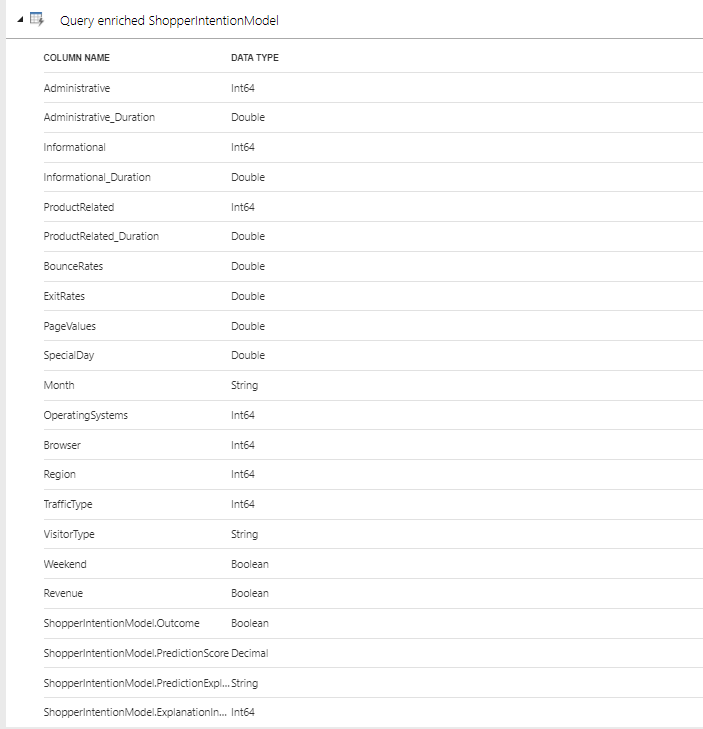 Query enriched ShopperIntentionModel
COLUMN NAME DATA TYPE
Administrative Int64
Administrative_Duration Double
Informational Int64
Informational_Duration Double
ProductRelated Int64
ProductRelated_Duration Double
BounceRates Double
ExitRates Double
PageValues Double
SpecialDay Double
Month String
OperatingSystems Int64
Browser Int64
Region Int64
TrafficType Int64
VisitorType String
Weekend Boolean
Revenue Boolean
ShopperIntentionModel.Outcome Boolean
ShopperIntentionModel.PredictionScore Decimal
ShopperIntentionModel.PredictionExpl... String
ShopperIntentionModel.ExplanationIn... Int64